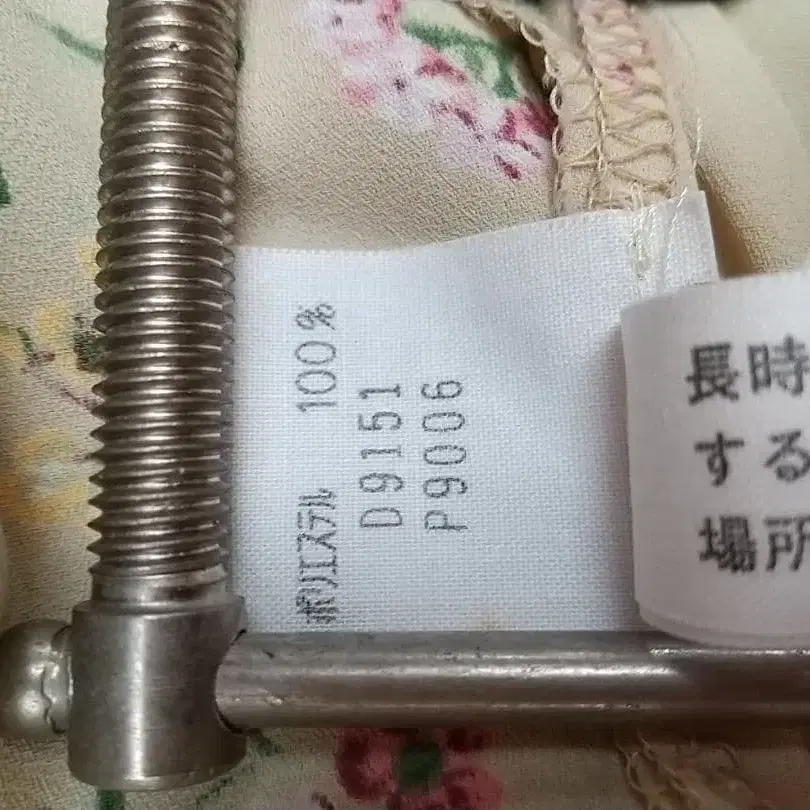 ポリエステル 100%
D9151
P9006
長時
する
場所